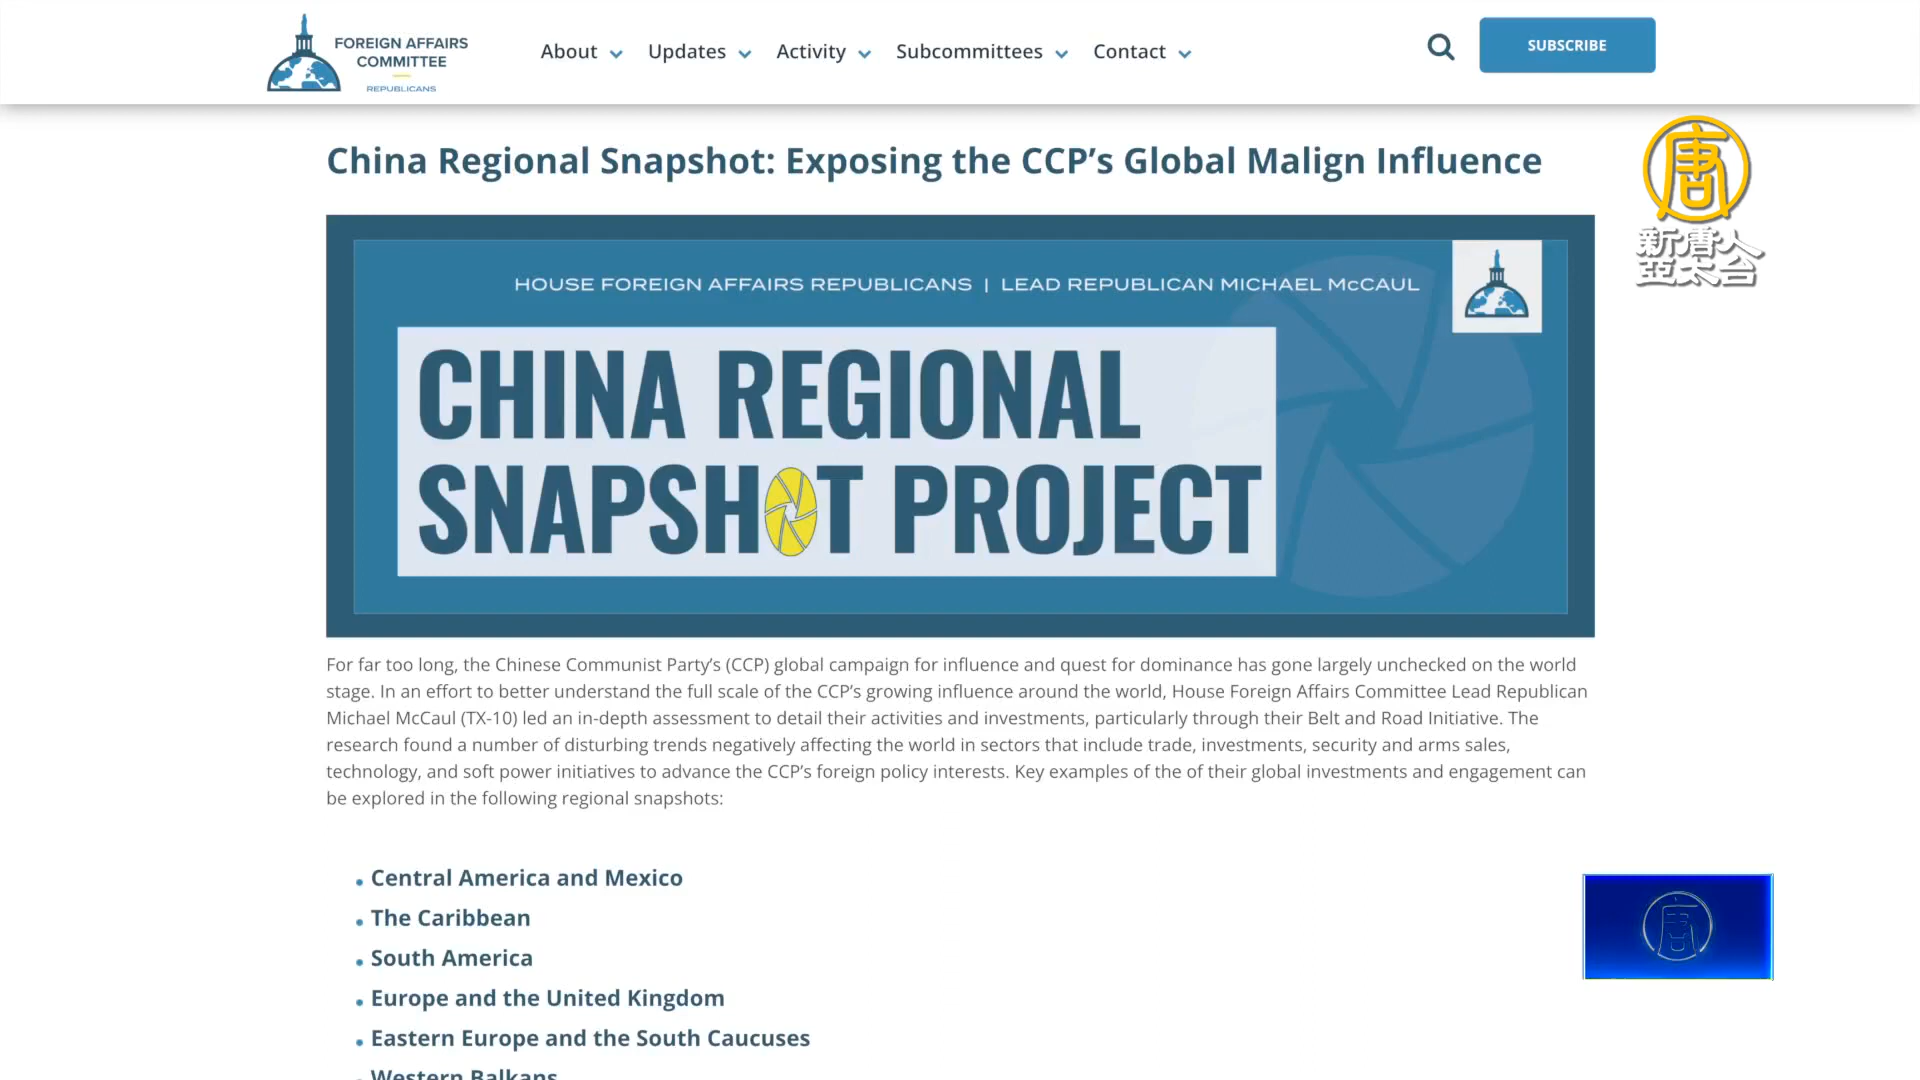 FOREIGN AFFAIRS
COMMITTEE
REPUBLICANS
About
Updates
Activity
Subcommittees
Contact
SUBSCRIBE
China Regional Snapshot: Exposing the CCP’s Global Malign Influence
唐
新唐人
亞太台
HOUSE FOREIGN AFFAIRS REPUBLICANS | LEAD REPUBLICAN MICHAEL McCAUL
CHINA REGIONAL
SNAPSHOT PROJECT
For far too long, the Chinese Communist Party’s (CCP) global campaign for influence and quest for dominance has gone largely unchecked on the world
stage. In an effort to better understand the full scale of the CCP’s growing influence around the world, House Foreign Affairs Committee Lead Republican
Michael McCaul (TX-10) led an in-depth assessment to detail their activities and investments, particularly through their Belt and Road Initiative. The
research found a number of disturbing trends negatively affecting the world in sectors that include trade, investments, security and arms sales,
technology, and soft power initiatives to advance the CCP’s foreign policy interests. Key examples of the of their global investments and engagement can
be explored in the following regional snapshots:
Central America and Mexico
The Caribbean
South America
Europe and the United Kingdom
唐
Eastern Europe and the South Caucuses
Western Balkans